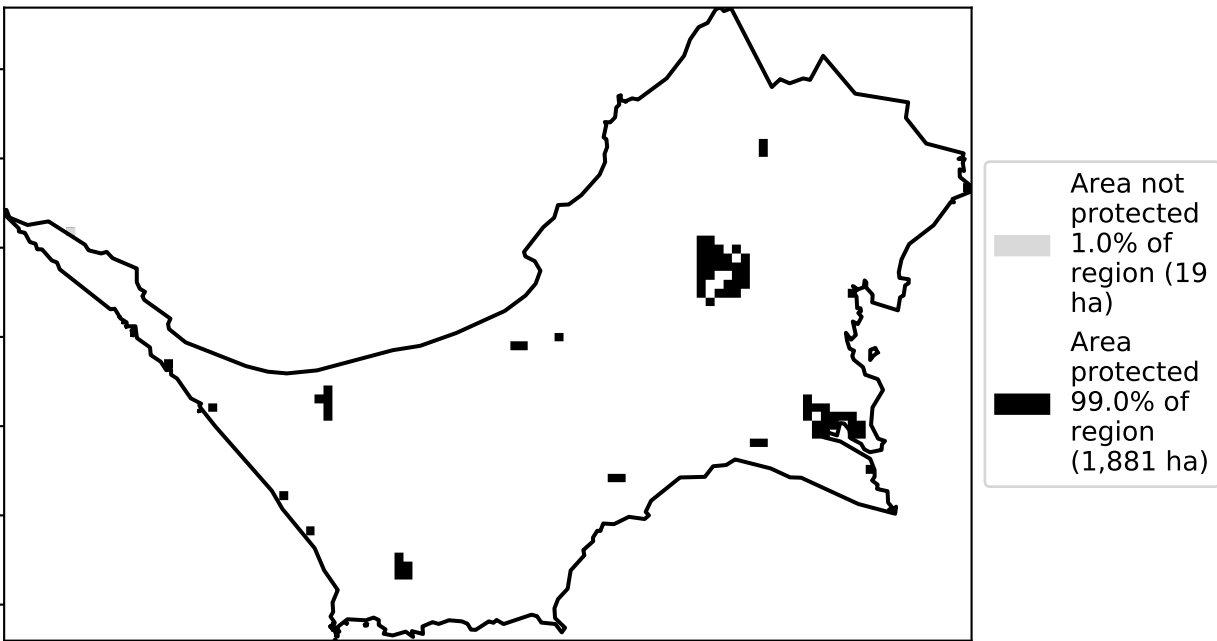 Area not
protected
1.0% of
region (19
ha)
Area
protected
99.0% of
region
(1,881 ha)